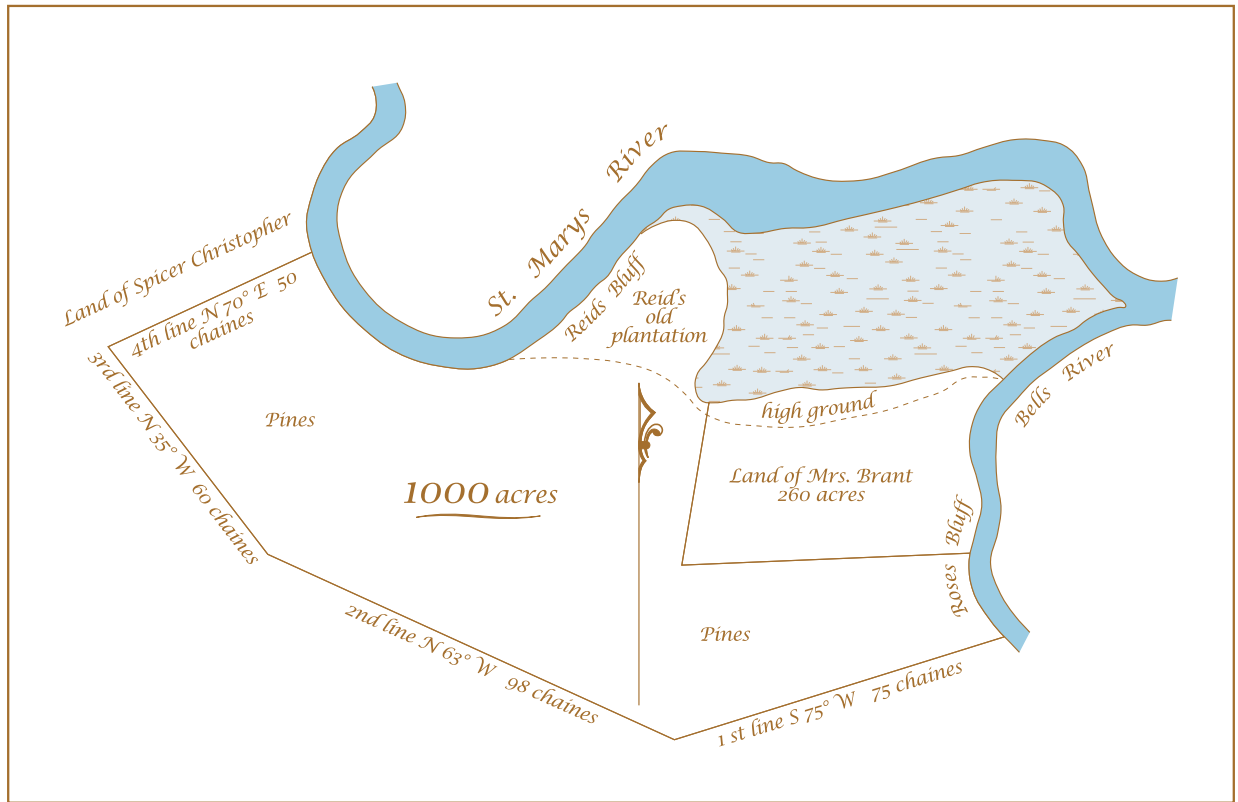 St. Marys River
Land of Spicer Christopher
4th line N 70° E 50
chaines
Reids Bluff
Reid's
old
plantation
3rd line N 35° W 60 chaines
Pines
high ground
Bells River
1000 acres
Land of Mrs. Brant
260 acres
Roses Bluff
2nd line N 63° W 98 chaines
Pines
1 st line S 75° W 75 chaines